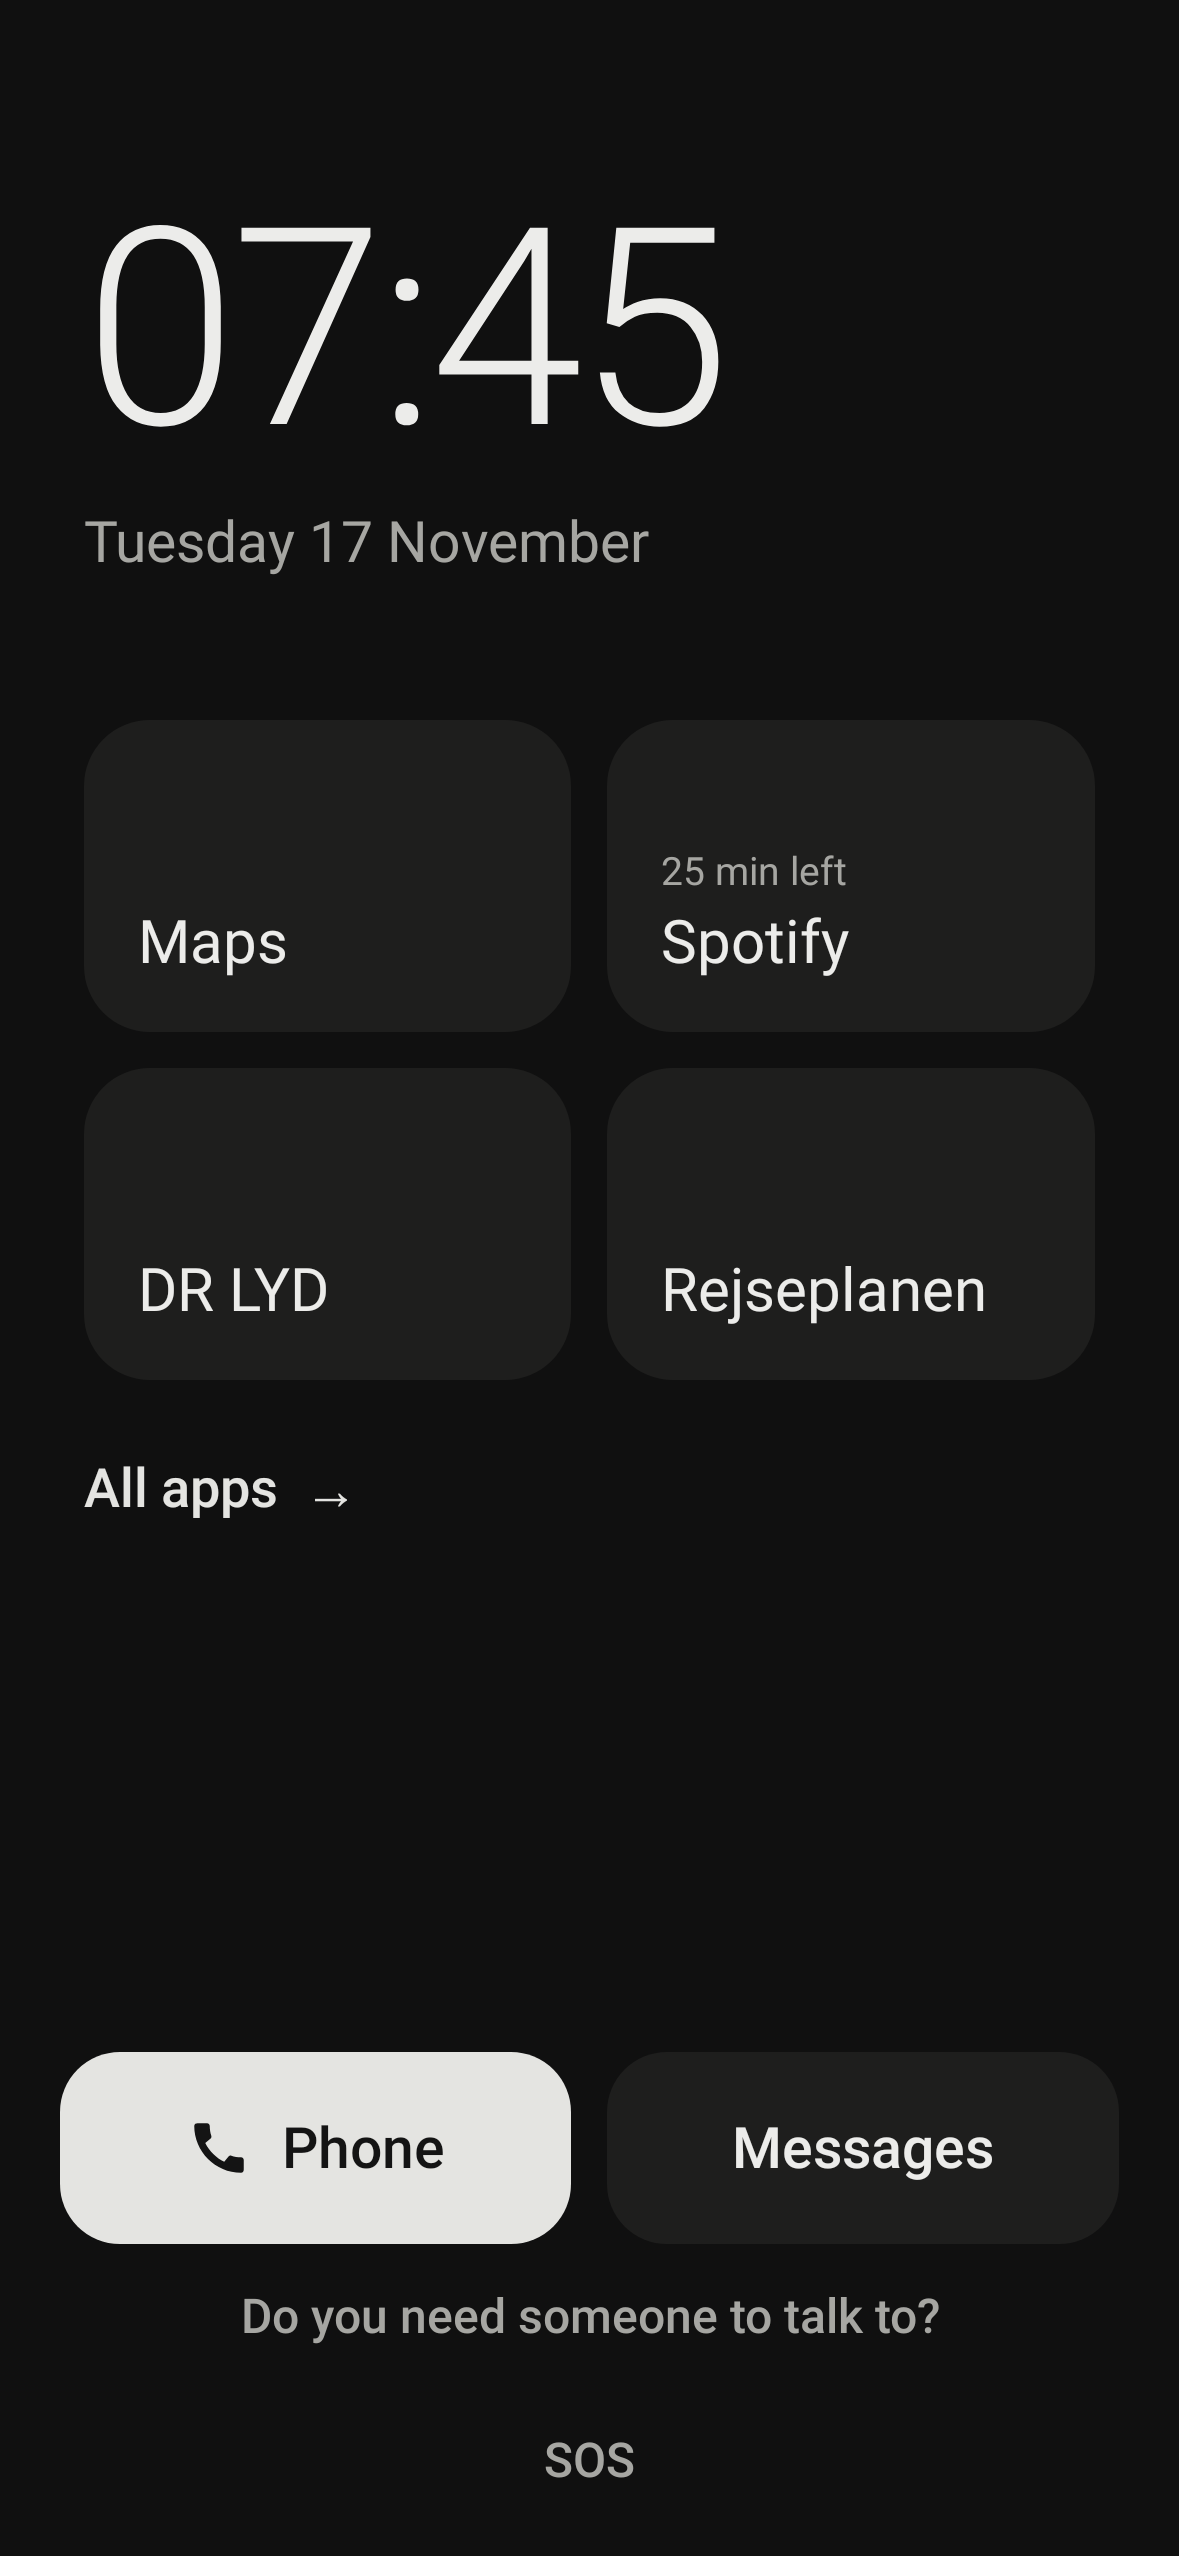 07:45
Tuesday 17 November
Maps
25 min left
Spotify
DR LYD
Rejseplanen
All apps →
Phone
Messages
Do you need someone to talk to?
SOS